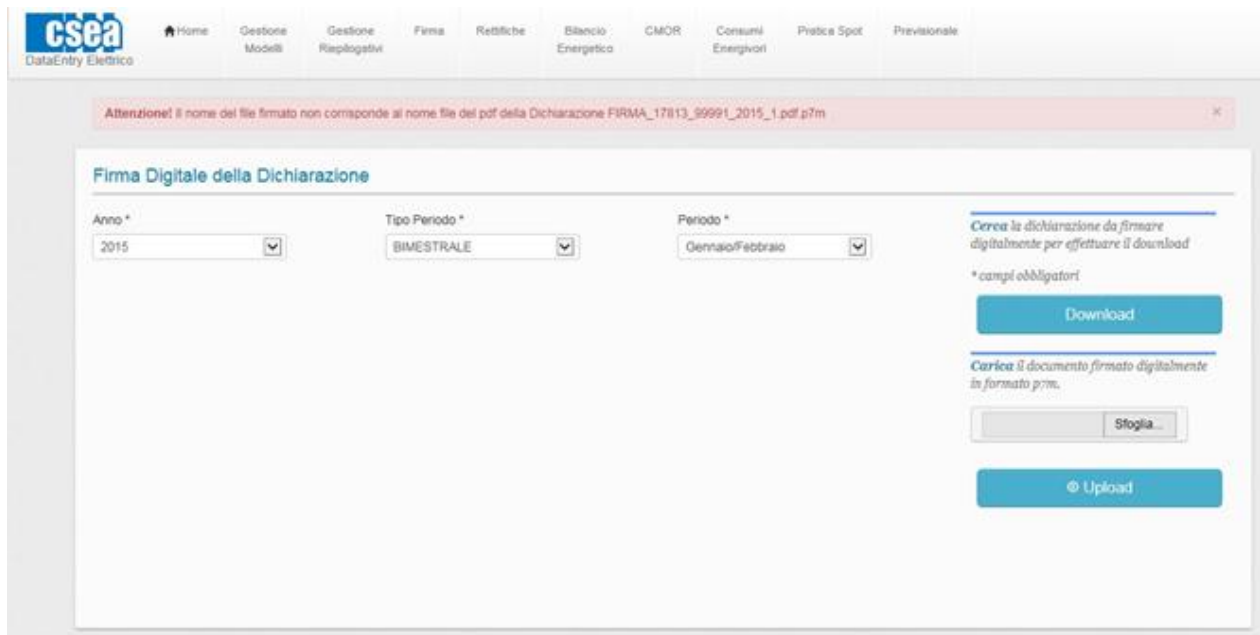 csea
DataEntry Elettrico
Home
Gestione
Modelli
Gestione
Riepilogativi
Firma
Rettifiche
Bilancio
Energetico
CMOR
Consumi
Energivori
Pratica Spot
Previsionale
Attenzione! Il nome del file firmato non corrisponde al nome file del pdf della Dichiarazione FIRMA_17813_99991_2015_1.pdf.p7m
×
Firma Digitale della Dichiarazione
Anno *
Tipo Periodo *
Periodo *
2015
BIMESTRALE
Gennaio/Febbraio
Cerca la dichiarazione da firmare
digitalmente per effettuare il download
* campi obbligatori
Download
Carica il documento firmato digitalmente
in formato p7m.
Sfoglia...
Upload